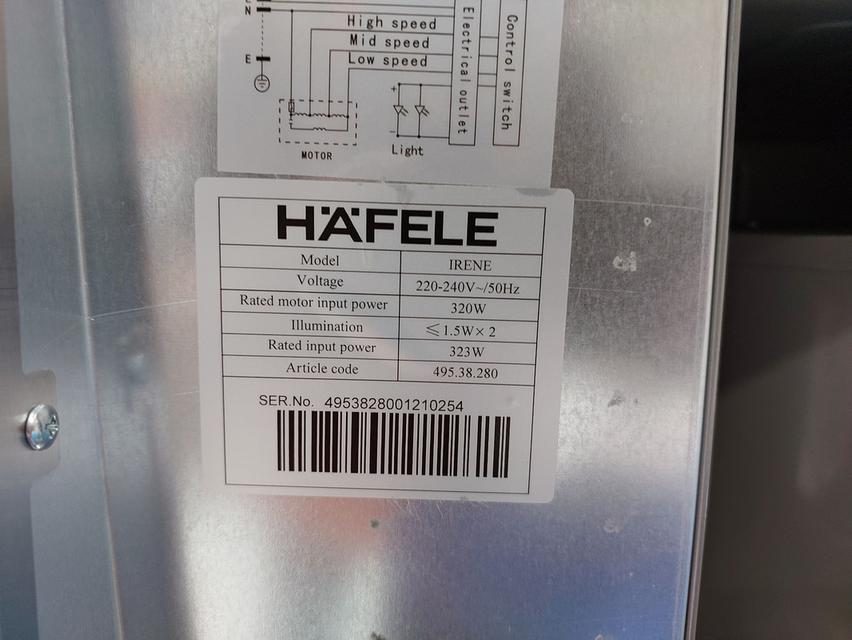 N
High speed
Mid speed
Low speed
E
Electrical outlet
Control switch
+
−
MOTOR
Light
HÄFELE
Model IRENE
Voltage 220-240V~/50Hz
Rated motor input power 320W
Illumination ≤1.5W×2
Rated input power 323W
Article code 495.38.280
SER.No. 4953828001210254